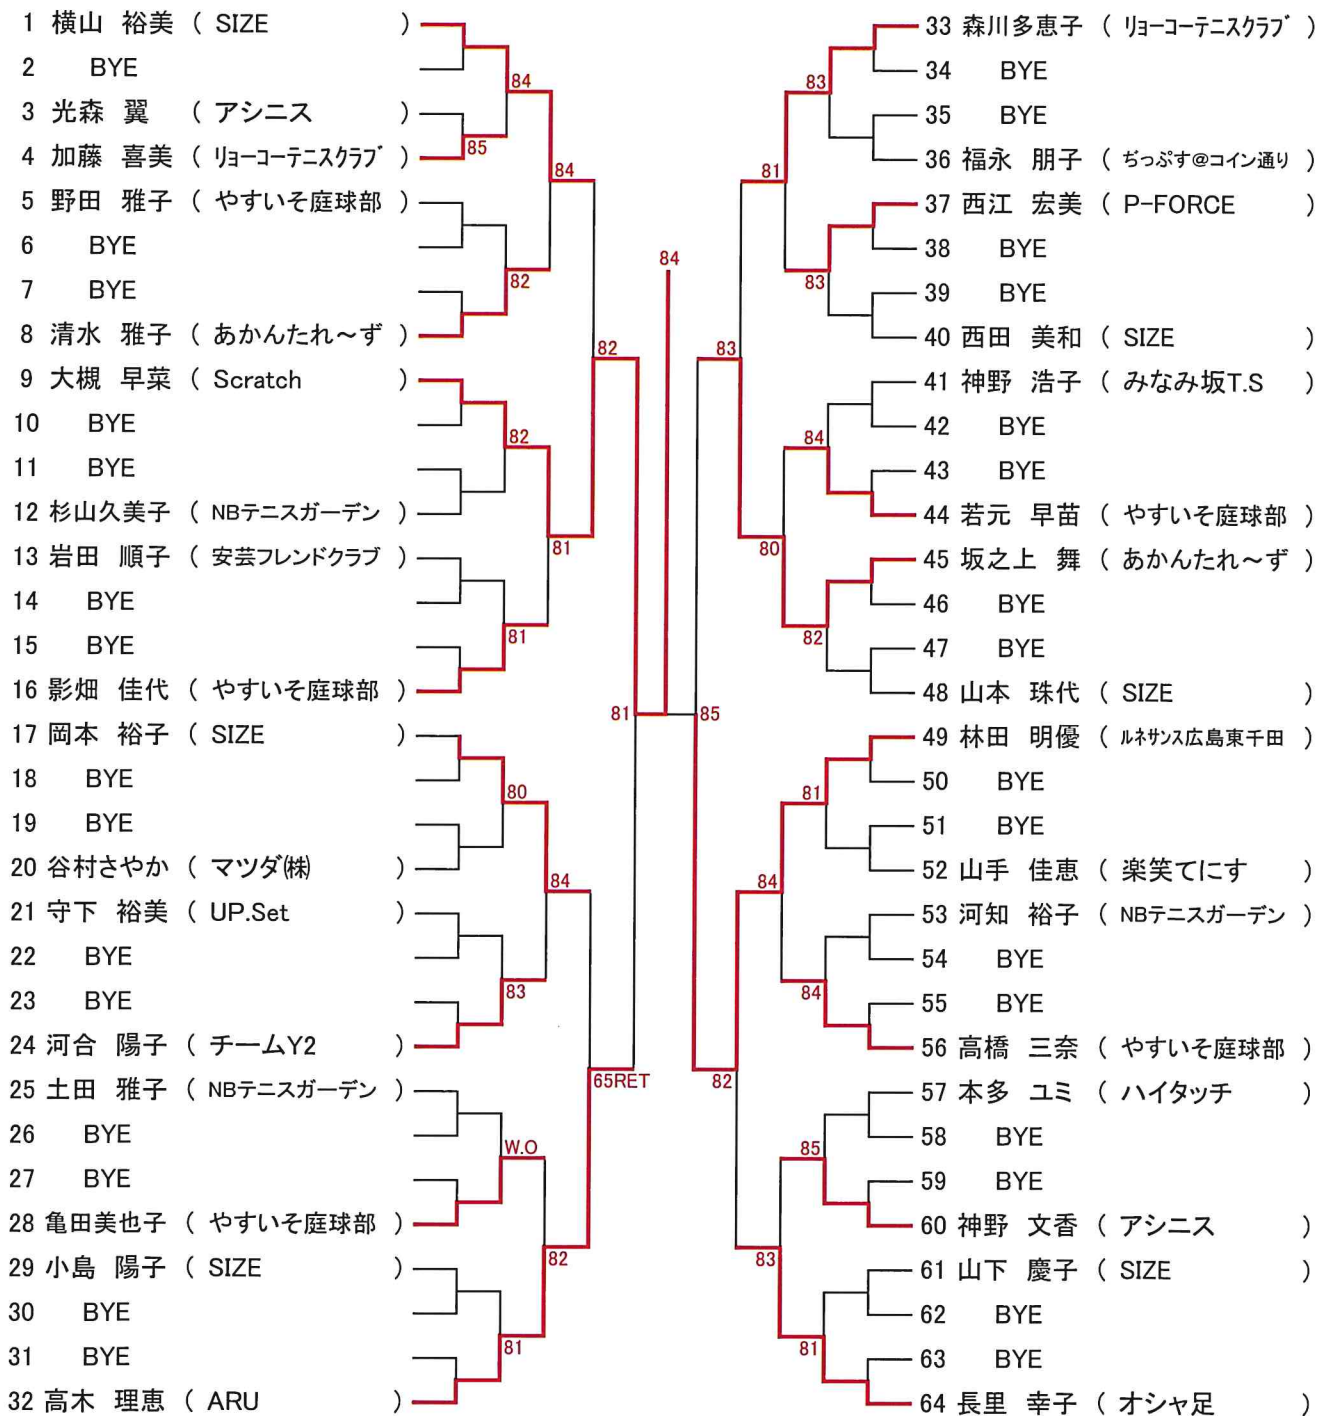 1 横山 裕美 ( SIZE )
2 BYE
3 光森 翼 ( アシニス )
4 加藤 喜美 ( リョーコーテニスクラブ )
5 野田 雅子 ( やすいそ庭球部 )
6 BYE
7 BYE
8 清水 雅子 ( あかんたれ～ず )
9 大槻 早菜 ( Scratch )
10 BYE
11 BYE
12 杉山久美子 ( NBテニスガーデン )
13 岩田 順子 ( 安芸フレンドクラブ )
14 BYE
15 BYE
16 影畑 佳代 ( やすいそ庭球部 )
17 岡本 裕子 ( SIZE )
18 BYE
19 BYE
20 谷村さやか ( マツダ㈱ )
21 守下 裕美 ( UP.Set )
22 BYE
23 BYE
24 河合 陽子 ( チームY2 )
25 土田 雅子 ( NBテニスガーデン )
26 BYE
27 BYE
28 亀田美也子 ( やすいそ庭球部 )
29 小島 陽子 ( SIZE )
30 BYE
31 BYE
32 高木 理恵 ( ARU )
84
85
84
82
82
82
81
81
80
84
83
65RET
W.O
82
81
81
84
85
33 森川多恵子 ( リョーコーテニスクラブ )
34 BYE
35 BYE
36 福永 朋子 ( ぢっぷす@コイン通り )
37 西江 宏美 ( P-FORCE )
38 BYE
39 BYE
40 西田 美和 ( SIZE )
41 神野 浩子 ( みなみ坂T.S )
42 BYE
43 BYE
44 若元 早苗 ( やすいそ庭球部 )
45 坂之上 舞 ( あかんたれ～ず )
46 BYE
47 BYE
48 山本 珠代 ( SIZE )
49 林田 明優 ( ルネサンス広島東千田 )
50 BYE
51 BYE
52 山手 佳恵 ( 楽笑てにす )
53 河知 裕子 ( NBテニスガーデン )
54 BYE
55 BYE
56 高橋 三奈 ( やすいそ庭球部 )
57 本多 ユミ ( ハイタッチ )
58 BYE
59 BYE
60 神野 文香 ( アシニス )
61 山下 慶子 ( SIZE )
62 BYE
63 BYE
64 長里 幸子 ( オシャ足 )
83
81
83
83
84
80
82
81
84
84
82
85
83
81